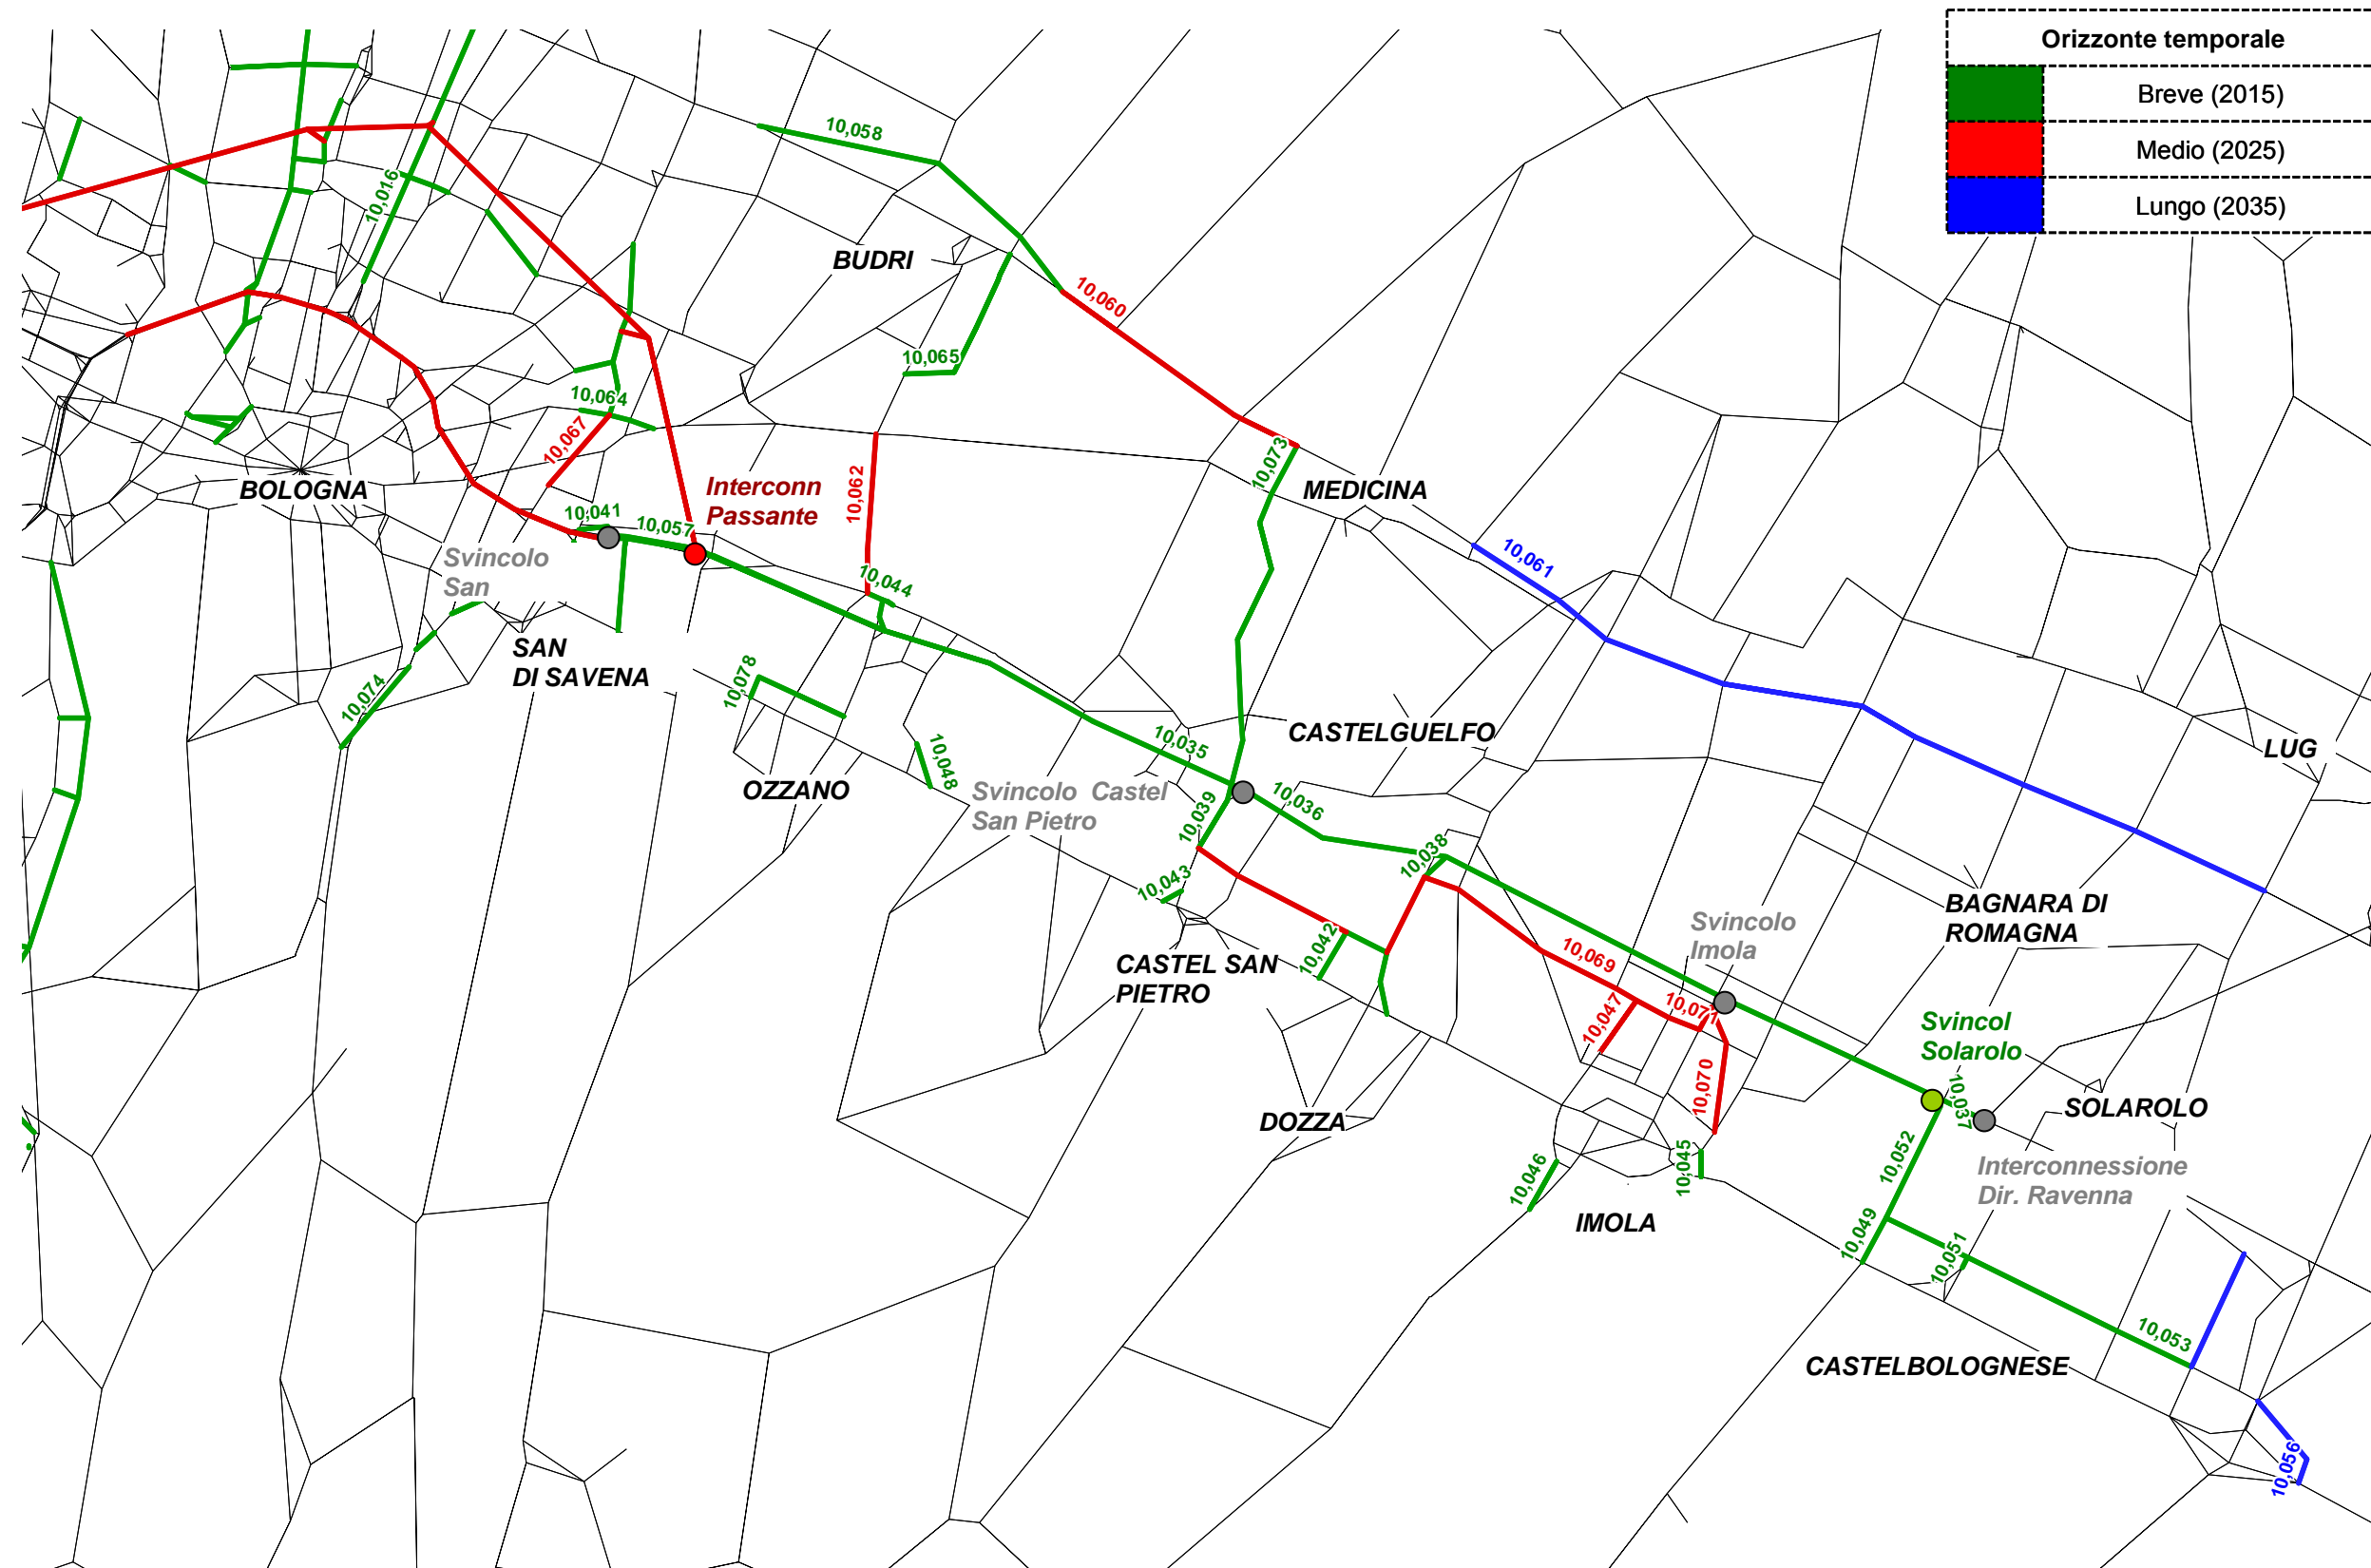 Orizzonte temporale
Breve (2015)
Medio (2025)
Lungo (2035)
10,058
10,016
BUDRI
10,060
10,065
10,064
10,067
10,073
10,062
BOLOGNA
Interconn
Passante
MEDICINA
10,041
10,057
10,061
Svincolo
San
10,044
SAN
DI SAVENA
10,078
10,074
10,035
CASTELGUELFO
LUG
10,048
OZZANO
Svincolo Castel
San Pietro
10,036
10,039
10,038
10,043
BAGNARA DI
ROMAGNA
Svincolo
Imola
10,042
10,069
CASTEL SAN
PIETRO
10,047
10,071
Svincol
Solarolo
10,070
10,037
DOZZA
SOLAROLO
10,052
10,045
10,046
Interconnessione
Dir. Ravenna
IMOLA
10,049
10,051
10,053
CASTELBOLOGNESE
10,056